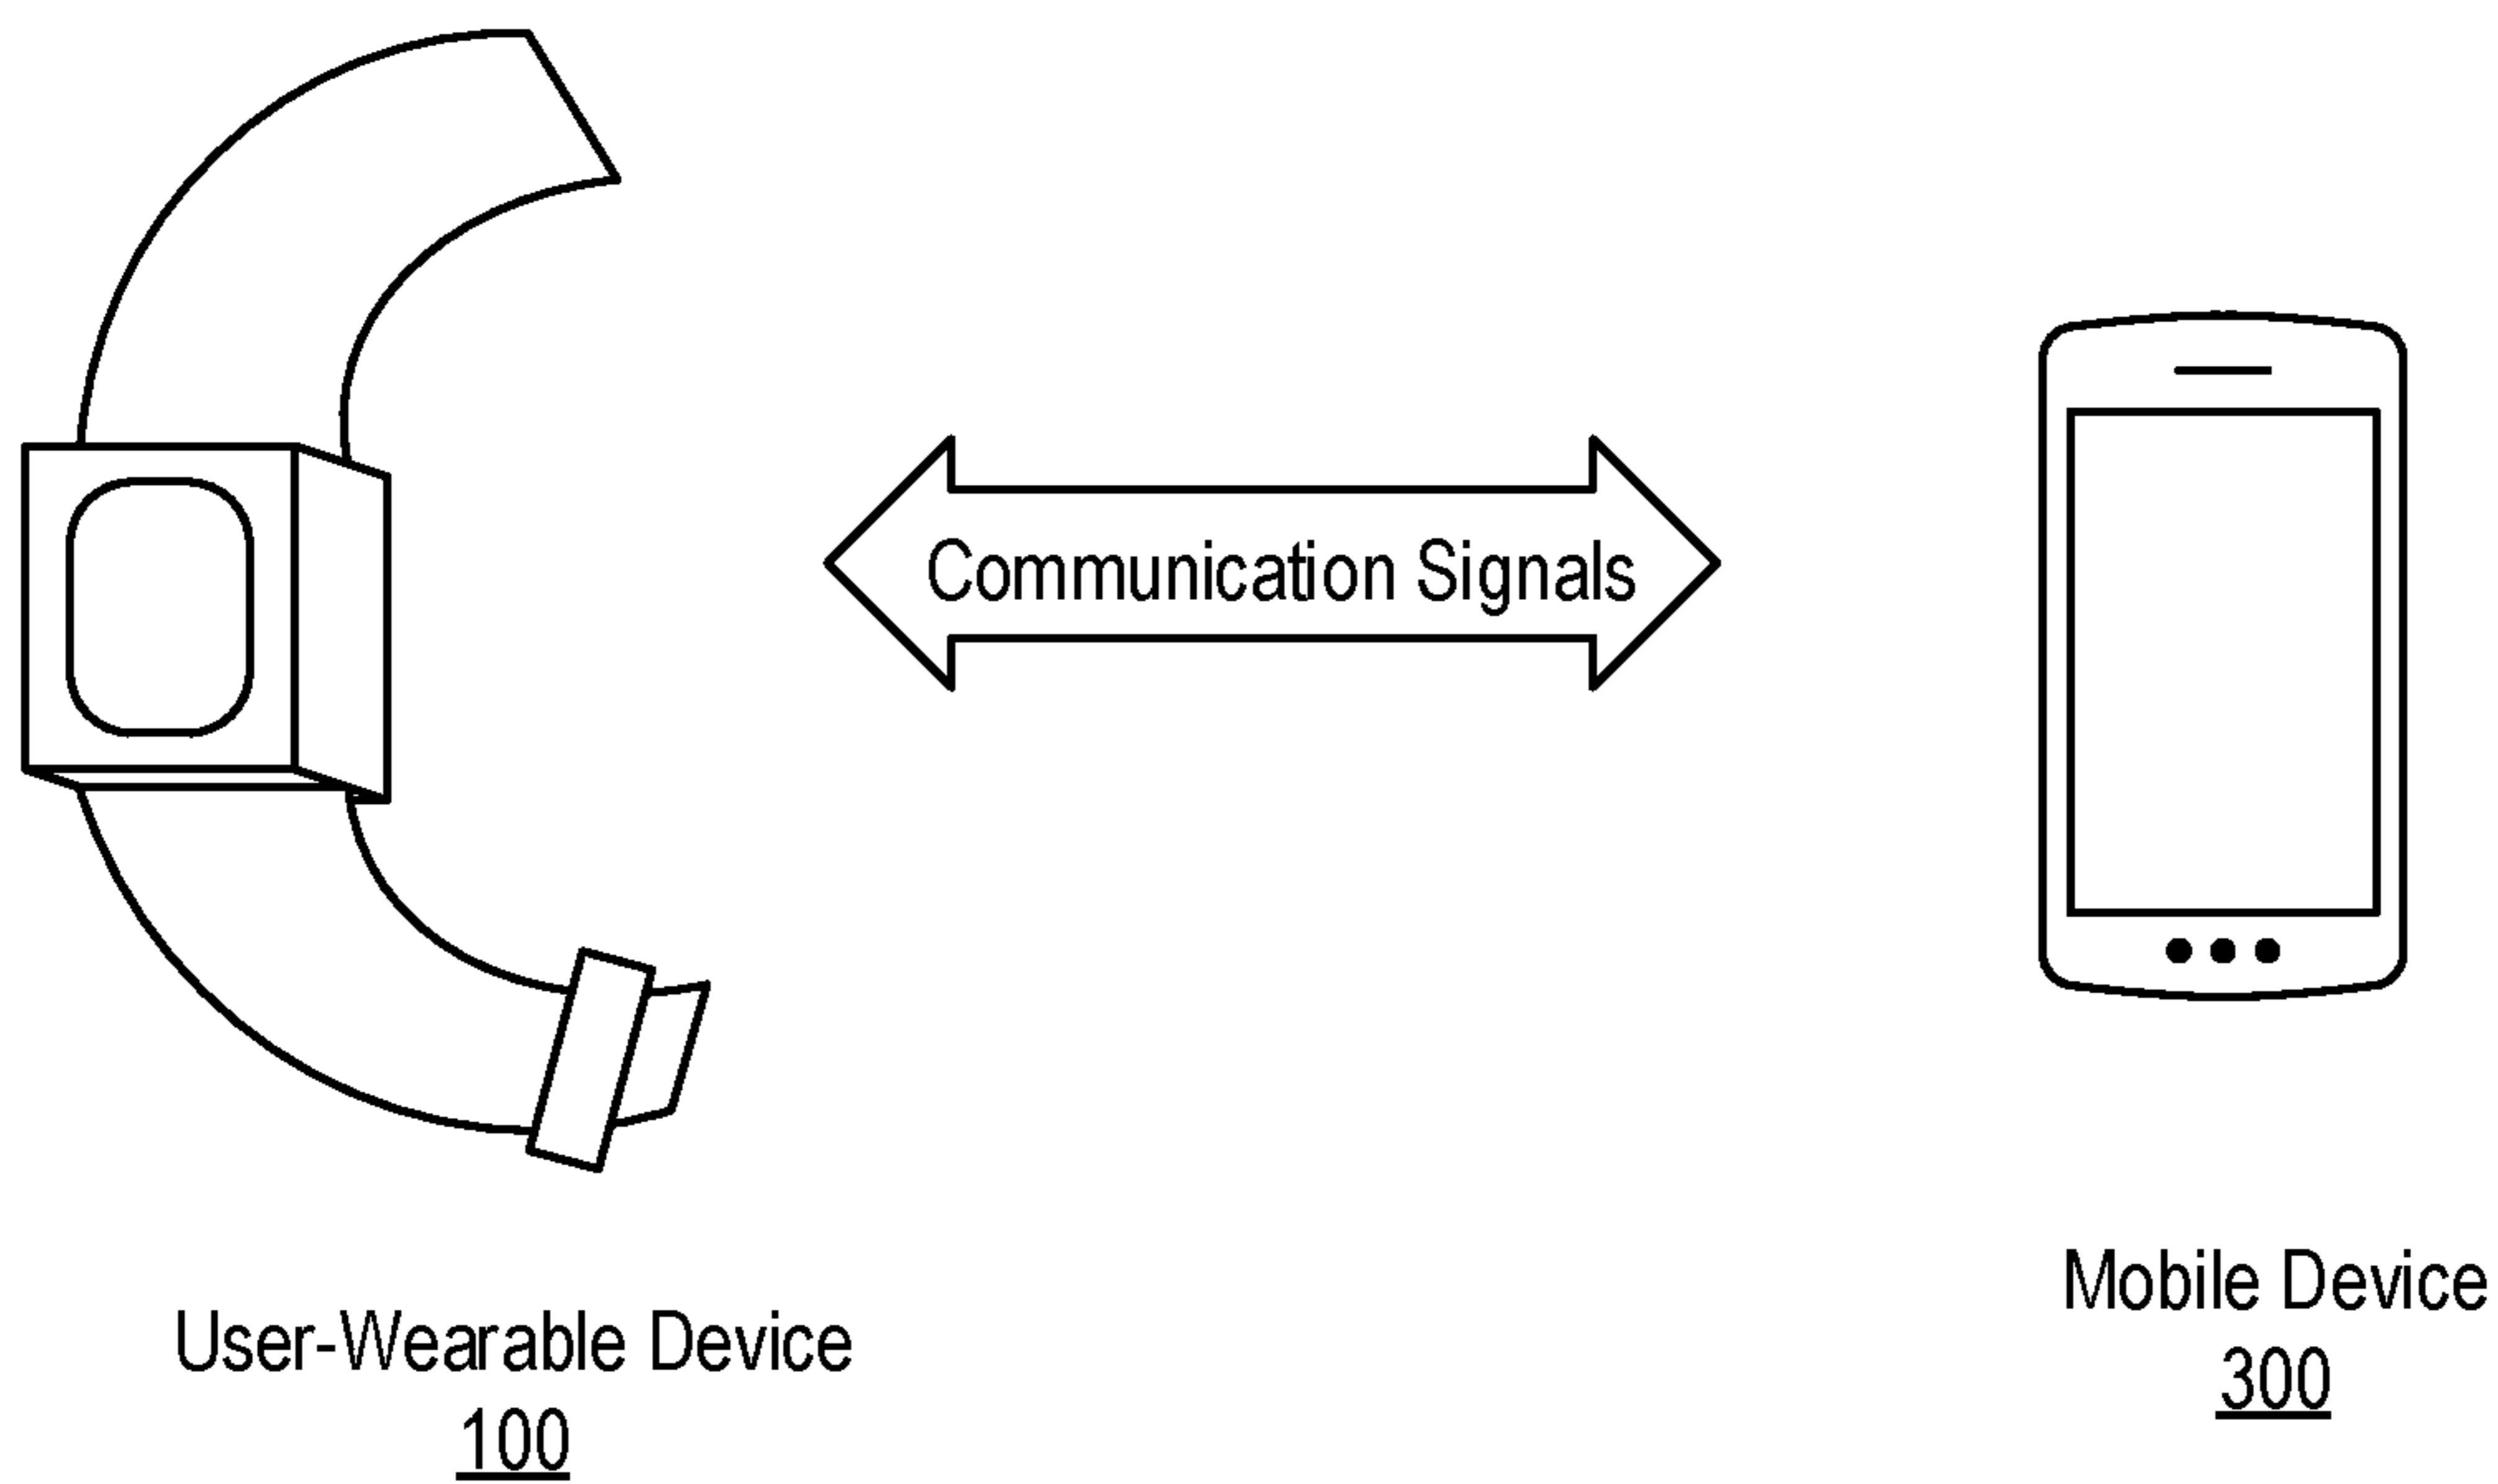 Communication Signals
User-Wearable Device
100
Mobile Device
300